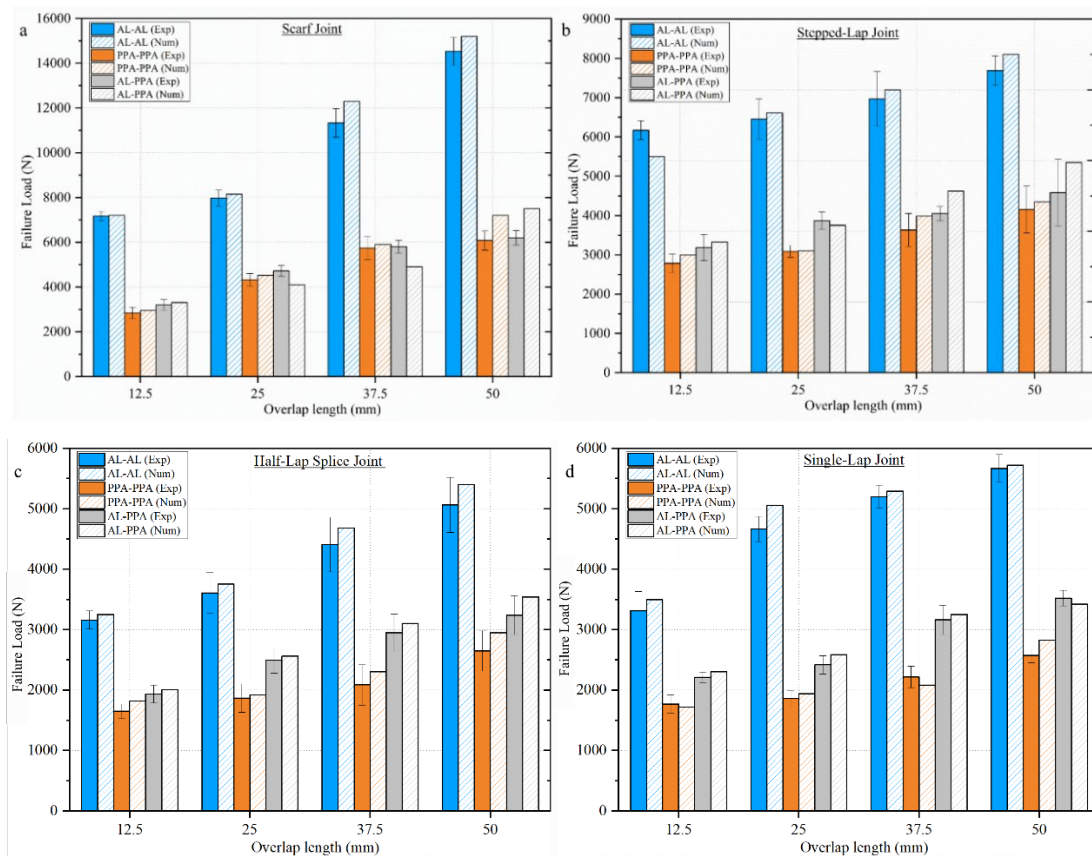 a
Scarf Joint
AL-AL (Exp)
AL-AL (Num)
PPA-PPA (Exp)
PPA-PPA (Num)
AL-PPA (Exp)
AL-PPA (Num)
16000
14000
12000
10000
8000
6000
4000
2000
0
Failure Load (N)
12.5 25 37.5 50
Overlap length (mm)
b
Stepped-Lap Joint
AL-AL (Exp)
AL-AL (Num)
PPA-PPA (Exp)
PPA-PPA (Num)
AL-PPA (Exp)
AL-PPA (Num)
9000
8000
7000
6000
5000
4000
3000
2000
1000
0
Failure Load (N)
12.5 25 37.5 50
Overlap length (mm)
c
Half-Lap Splice Joint
AL-AL (Exp)
AL-AL (Num)
PPA-PPA (Exp)
PPA-PPA (Num)
AL-PPA (Exp)
AL-PPA (Num)
6000
5000
4000
3000
2000
1000
0
Failure Load (N)
12.5 25 37.5 50
Overlap length (mm)
d
Single-Lap Joint
AL-AL (Exp)
AL-AL (Num)
PPA-PPA (Exp)
PPA-PPA (Num)
AL-PPA (Exp)
AL-PPA (Num)
6000
5000
4000
3000
2000
1000
0
Failure Load (N)
12.5 25 37.5 50
Overlap length (mm)